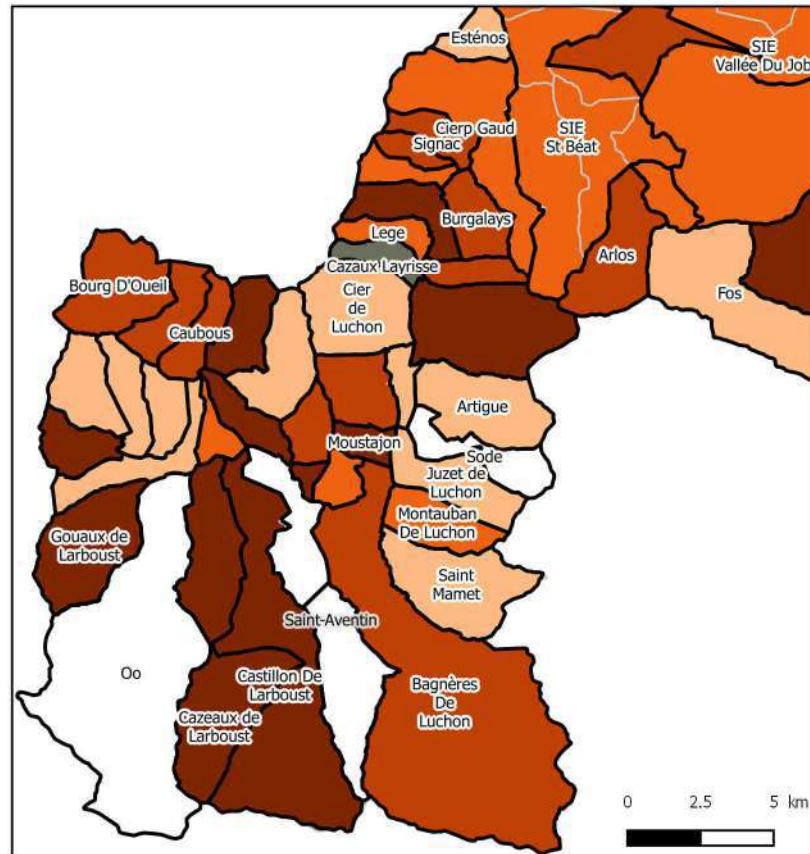 Esténos
SIE
Vallée Du Job
Cierp Gaud
Signac
SIE
St Béat
Burgalays
Lege
Arlos
Cazaux Layrisse
Bourg D'Oueil
Cier
de
Luchon
Fos
Caubous
Artigue
Moustajon
Sode
Juzet de
Luchon
Montauban
De Luchon
Gouaux de
Larboust
Saint
Mamet
Saint-Aventin
Oo
Castillon De
Larboust
Bagnères
De
Luchon
Cazeaux de
Larboust
0 2.5 5 km